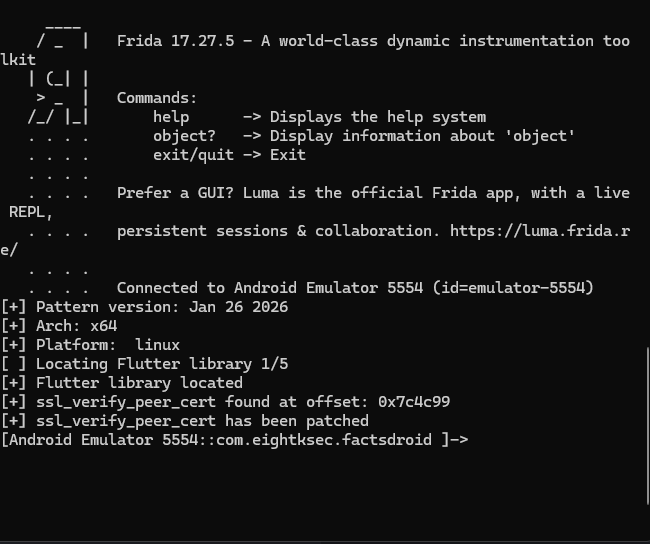 ____
    / _  |   Frida 17.27.5 - A world-class dynamic instrumentation too
lkit
   | (_| |
    > _  |   Commands:
   /_/ |_|       help      -> Displays the help system
   . . . .       object?   -> Display information about 'object'
   . . . .       exit/quit -> Exit
   . . . .
   . . . .   Prefer a GUI? Luma is the official Frida app, with a live
 REPL,
   . . . .   persistent sessions & collaboration. https://luma.frida.r
e/
   . . . .
   . . . .   Connected to Android Emulator 5554 (id=emulator-5554)
[+] Pattern version: Jan 26 2026
[+] Arch: x64
[+] Platform:  linux
[ ] Locating Flutter library 1/5
[+] Flutter library located
[+] ssl_verify_peer_cert found at offset: 0x7c4c99
[+] ssl_verify_peer_cert has been patched
[Android Emulator 5554::com.eightksec.factsdroid ]->